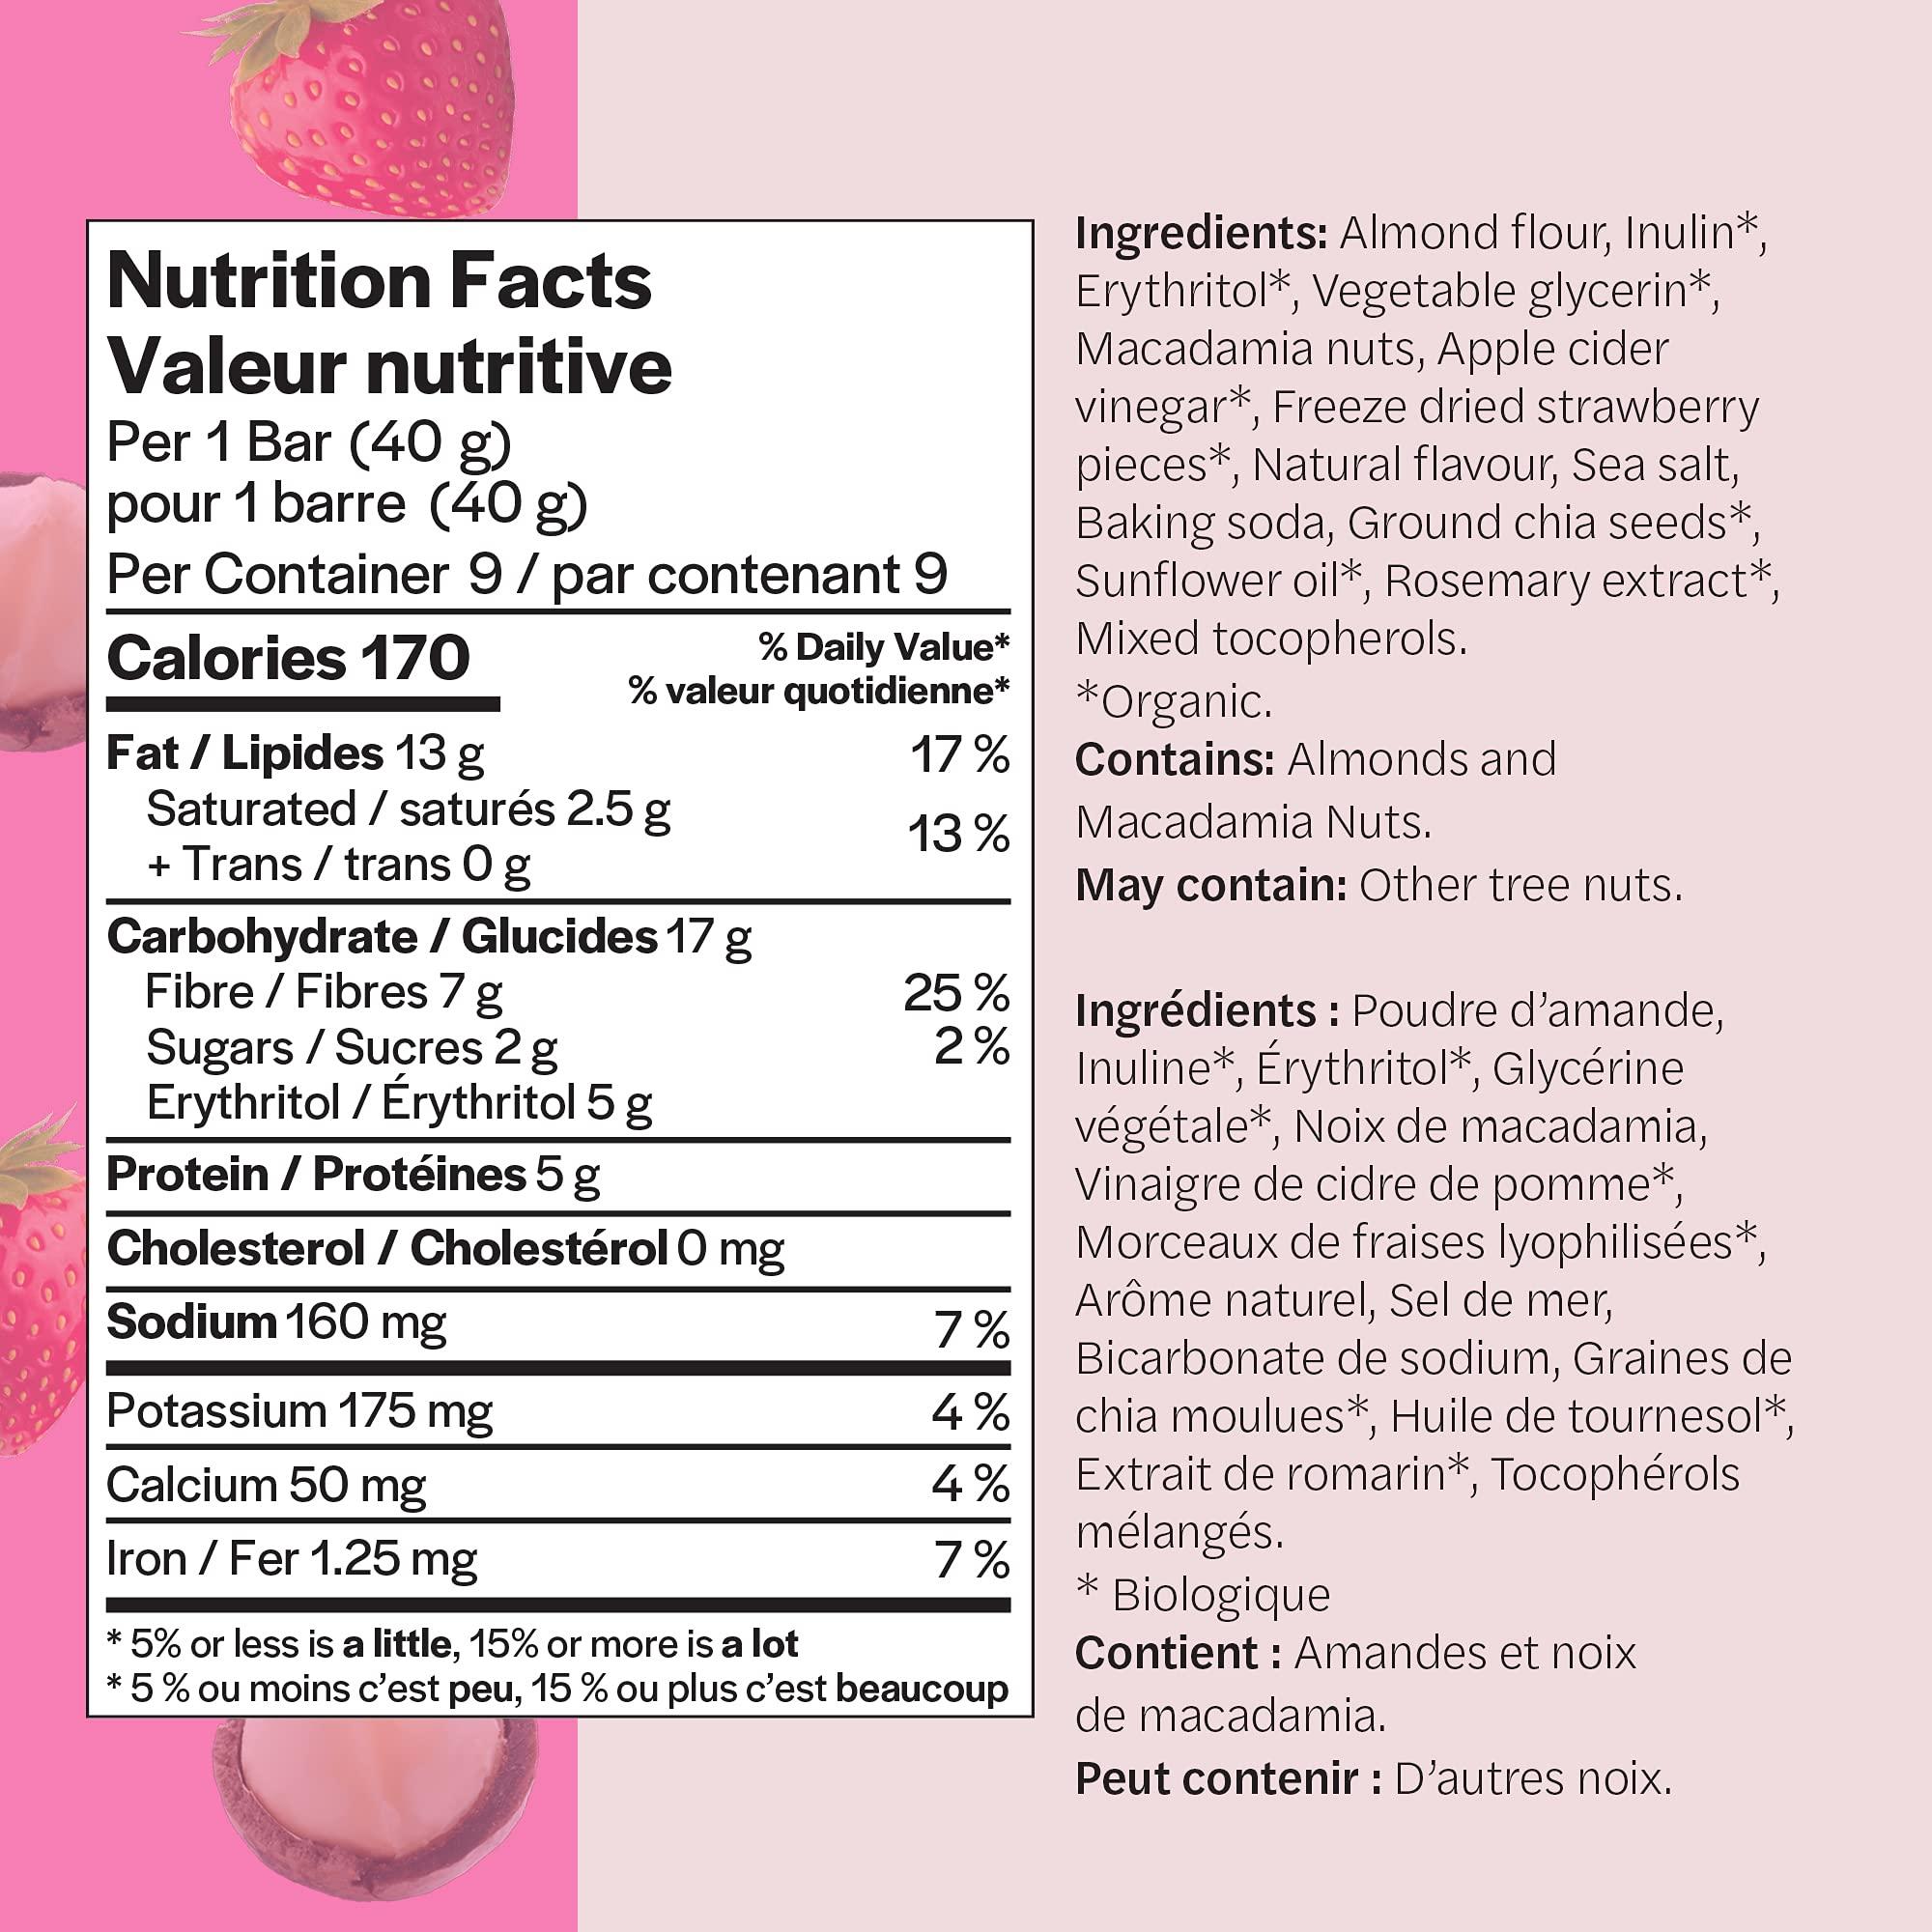 Nutrition Facts
Valeur nutritive
Per 1 Bar (40 g)
pour 1 barre (40 g)
Per Container 9 / par contenant 9
Calories 170
% Daily Value*
% valeur quotidienne*
Fat / Lipides 13 g 17 %
Saturated / saturés 2.5 g
+ Trans / trans 0 g
13 %
Carbohydrate / Glucides 17 g
Fibre / Fibres 7 g 25 %
Sugars / Sucres 2 g 2 %
Erythritol / Érythritol 5 g
Protein / Protéines 5 g
Cholesterol / Cholestérol 0 mg
Sodium 160 mg 7 %
Potassium 175 mg 4 %
Calcium 50 mg 4 %
Iron / Fer 1.25 mg 7 %
* 5% or less is a little, 15% or more is a lot
* 5 % ou moins c’est peu, 15 % ou plus c’est beaucoup
Ingredients: Almond flour, Inulin*,
Erythritol*, Vegetable glycerin*,
Macadamia nuts, Apple cider
vinegar*, Freeze dried strawberry
pieces*, Natural flavour, Sea salt,
Baking soda, Ground chia seeds*,
Sunflower oil*, Rosemary extract*,
Mixed tocopherols.
*Organic.
Contains: Almonds and
Macadamia Nuts.
May contain: Other tree nuts.
Ingrédients : Poudre d’amande,
Inuline*, Érythritol*, Glycérine
végétale*, Noix de macadamia,
Vinaigre de cidre de pomme*,
Morceaux de fraises lyophilisées*,
Arôme naturel, Sel de mer,
Bicarbonate de sodium, Graines de
chia moulues*, Huile de tournesol*,
Extrait de romarin*, Tocophérols
mélangés.
* Biologique
Contient : Amandes et noix
de macadamia.
Peut contenir : D’autres noix.